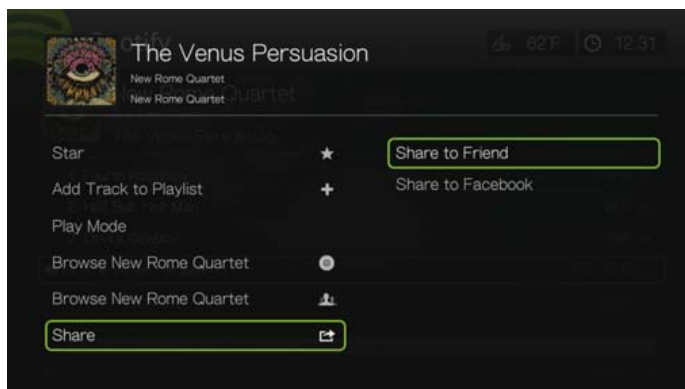 The Venus Persuasion
New Rome Quartet
New Rome Quartet
62°F
12:31
Star
Add Track to Playlist
Play Mode
Browse New Rome Quartet
Browse New Rome Quartet
Share
Share to Friend
Share to Facebook